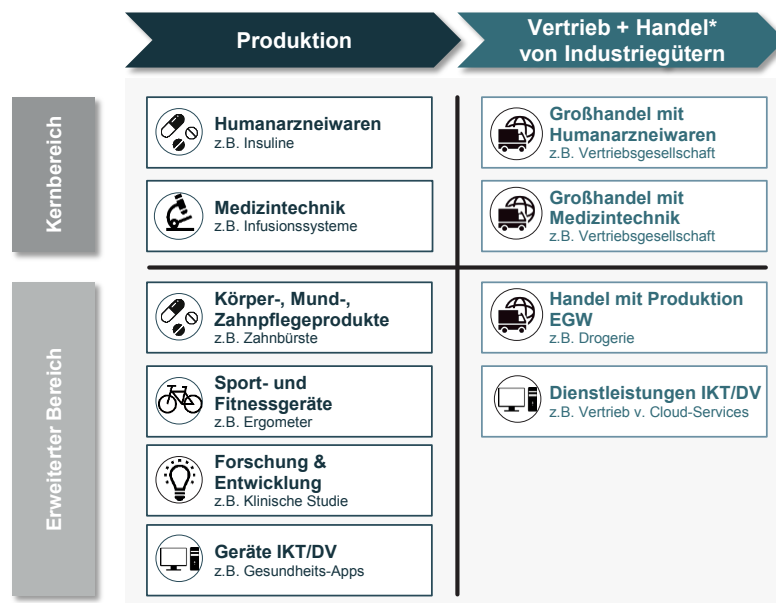 Produktion
Vertrieb + Handel*
von Industriegütern
Kernbereich
Humanarzneiwaren
z.B. Insuline
Großhandel mit
Humanarzneiwaren
z.B. Vertriebsgesellschaft
Medizintechnik
z.B. Infusionssysteme
Großhandel mit
Medizintechnik
z.B. Vertriebsgesellschaft
Erweiterter Bereich
Körper-, Mund-,
Zahnpflegeprodukte
z.B. Zahnbürste
Handel mit Produktion
EGW
z.B. Drogerie
Sport- und
Fitnessgeräte
z.B. Ergometer
Dienstleistungen IKT/DV
z.B. Vertrieb v. Cloud-Services
Forschung &
Entwicklung
z.B. Klinische Studie
Geräte IKT/DV
z.B. Gesundheits-Apps